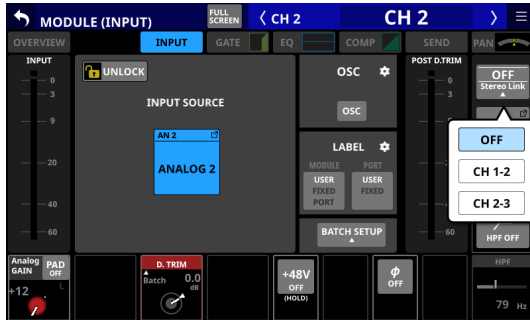 MODULE (INPUT)
FULL
SCREEN
CH 2
CH 2
OVERVIEW
INPUT
GATE
EQ
COMP
SEND
PAN
INPUT
0
3
9
20
40
60
UNLOCK
INPUT SOURCE
AN 2
ANALOG 2
OSC
OSC
LABEL
MODULE
PORT
USER
FIXED
PORT
USER
FIXED
BATCH SETUP
POST D.TRIM
0
3
60
OFF
Stereo Link
OFF
CH 1-2
CH 2-3
HPF OFF
Analog
GAIN
PAD
OFF
+12
L
D. TRIM
Batch
0.0
dB
+48V
OFF
(HOLD)
ϕ
OFF
HPF
79 Hz